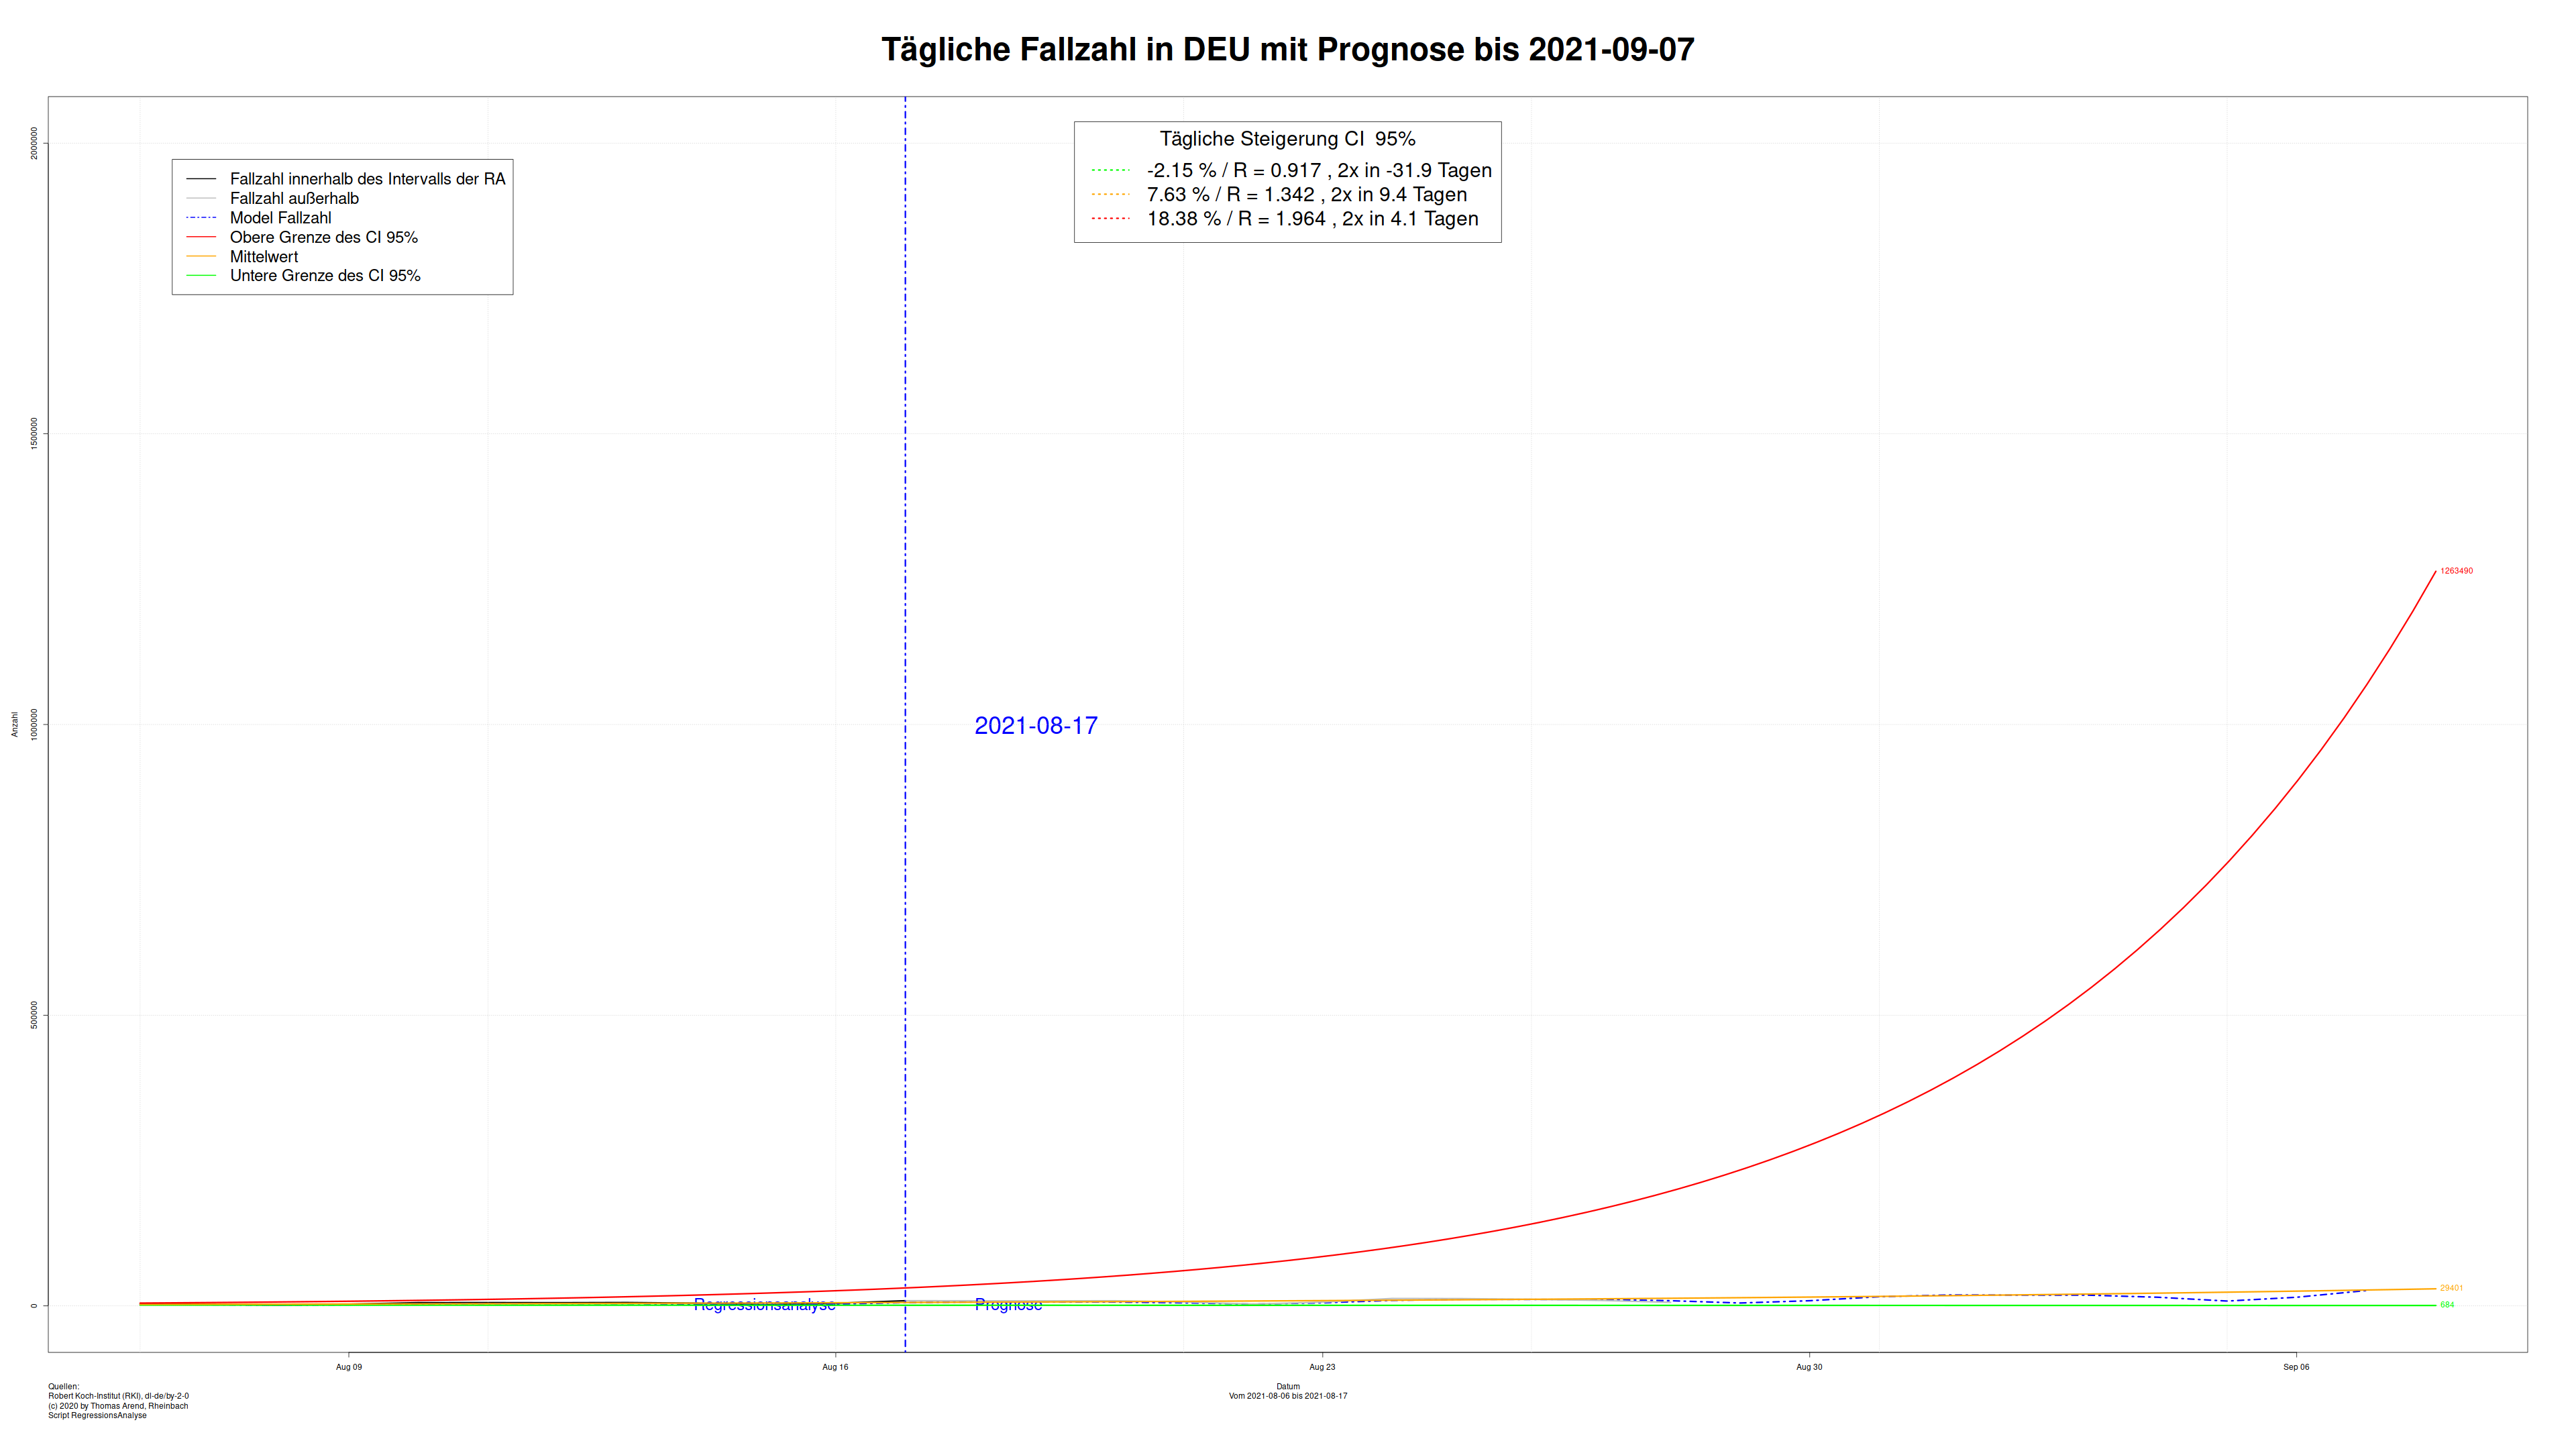 Tägliche Fallzahl in DEU mit Prognose bis 2021-09-07
Fallzahl innerhalb des Intervalls der RA
Fallzahl außerhalb
Model Fallzahl
Obere Grenze des CI 95%
Mittelwert
Untere Grenze des CI 95%
Tägliche Steigerung CI 95%
-2.15 % / R = 0.917 , 2x in -31.9 Tagen
7.63 % / R = 1.342 , 2x in 9.4 Tagen
18.38 % / R = 1.964 , 2x in 4.1 Tagen
2000000
1500000
1000000
500000
0
Anzahl
2021-08-17
1263490
29401
684
Regressionsanalyse
Prognose
Aug 09
Aug 16
Aug 23
Aug 30
Sep 06
Datum
Vom 2021-08-06 bis 2021-08-17
Quellen:
Robert Koch-Institut (RKI), dl-de/by-2-0
(c) 2020 by Thomas Arend, Rheinbach
Script RegressionsAnalyse